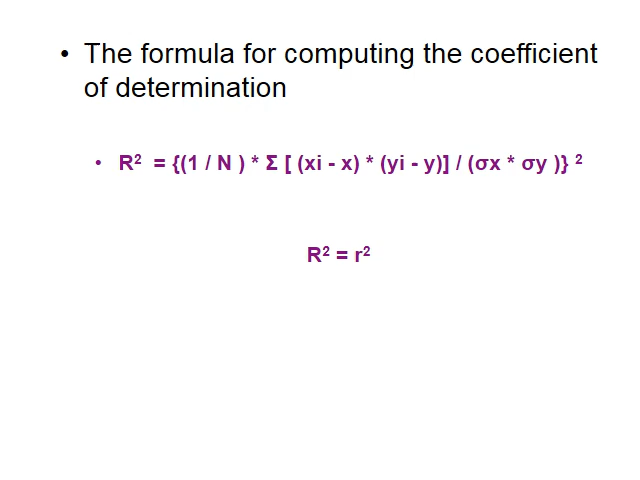 • The formula for computing the coefficient
of determination
• R² = {(1 / N ) * Σ [ (xi - x) * (yi - y)] / (σx * σy )} ²
R² = r²